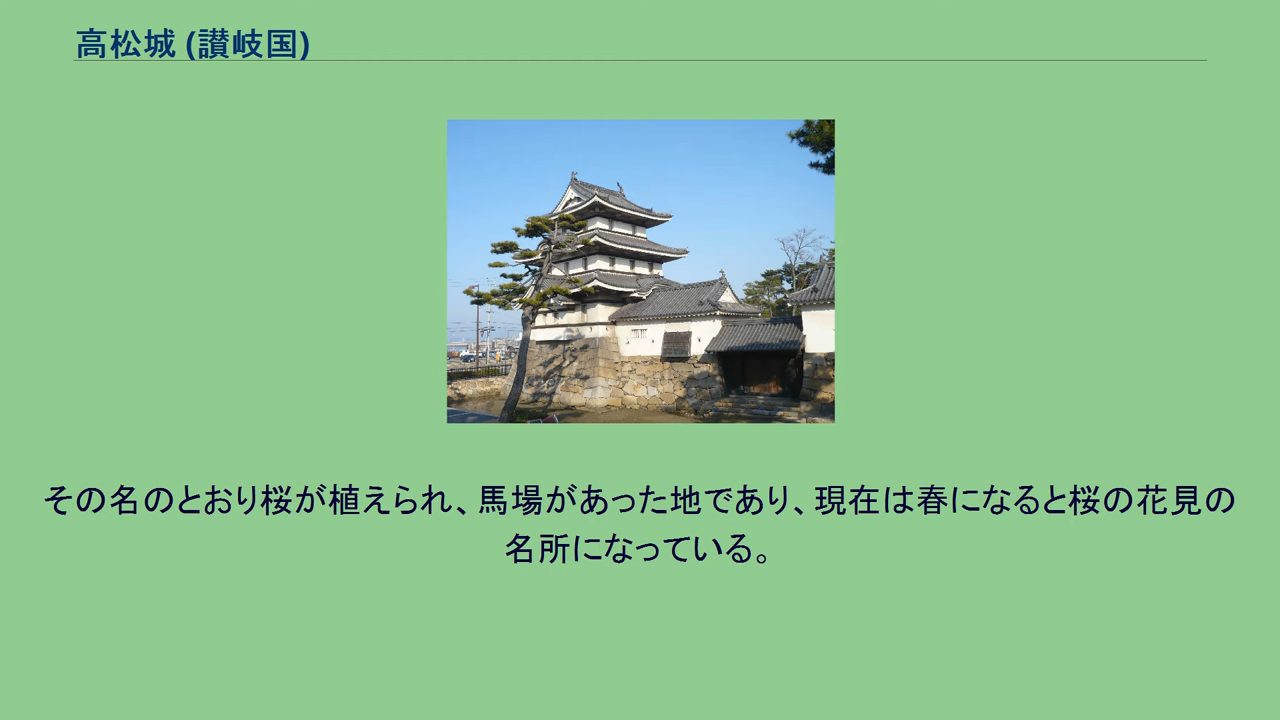 高松城 (讃岐国)
その名のとおり桜が植えられ、馬場があった地であり、現在は春になると桜の花見の
名所になっている。